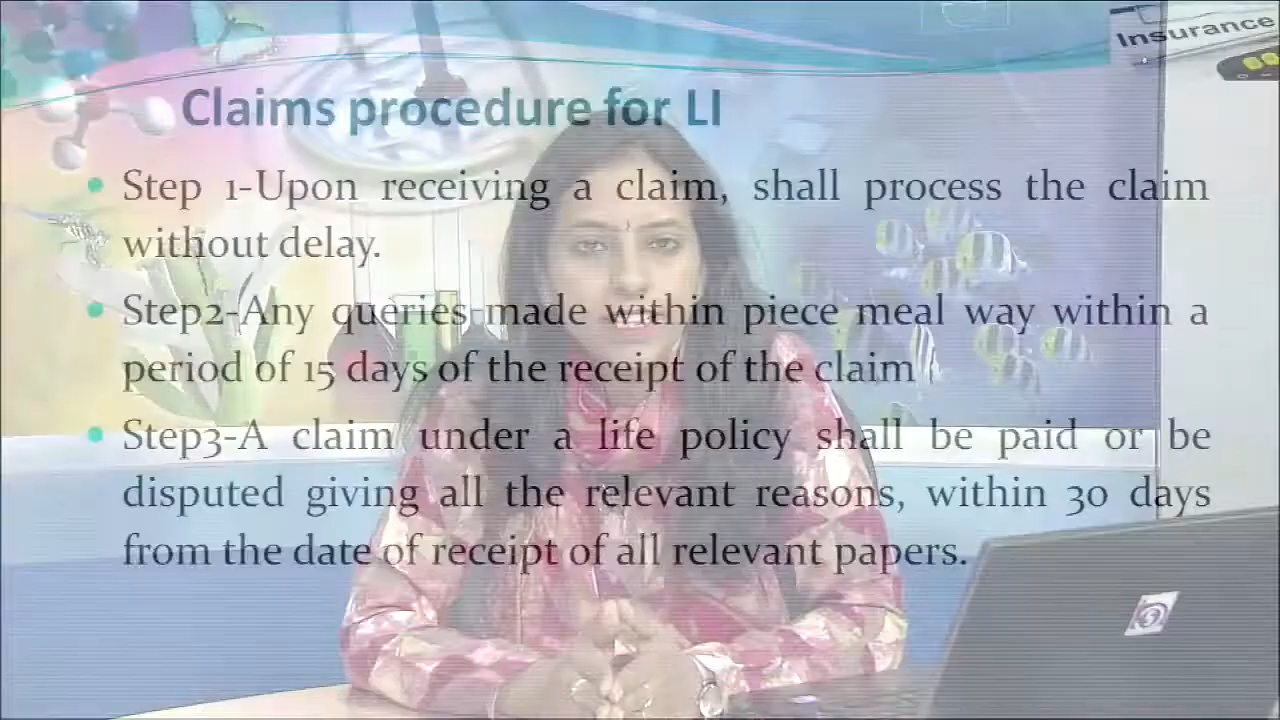 Insurance
Claims procedure for LI
• Step 1-Upon receiving a claim, shall process the claim
without delay.
• Step2-Any queries made within piece meal way within a
period of 15 days of the receipt of the claim
• Step3-A claim under a life policy shall be paid or be
disputed giving all the relevant reasons, within 30 days
from the date of receipt of all relevant papers.